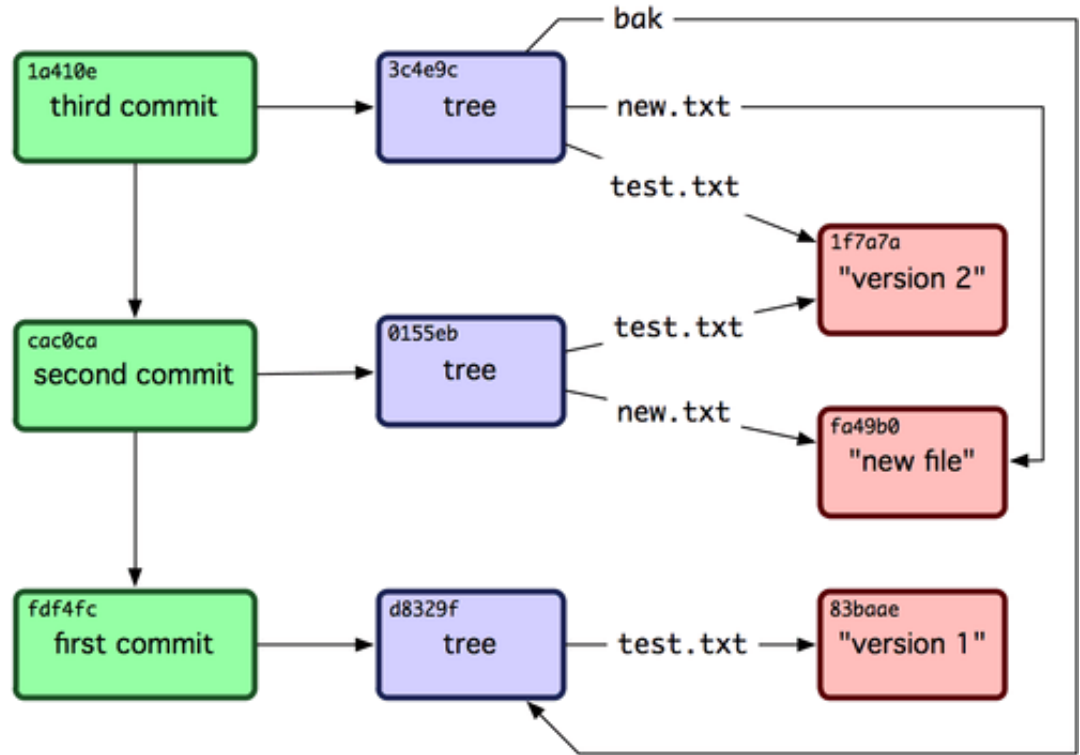 bak
1a410e
third commit
3c4e9c
tree
new.txt
test.txt
1f7a7a
"version 2"
cac0ca
second commit
0155eb
tree
test.txt
new.txt
fa49b0
"new file"
fdf4fc
first commit
d8329f
tree
test.txt
83baae
"version 1"